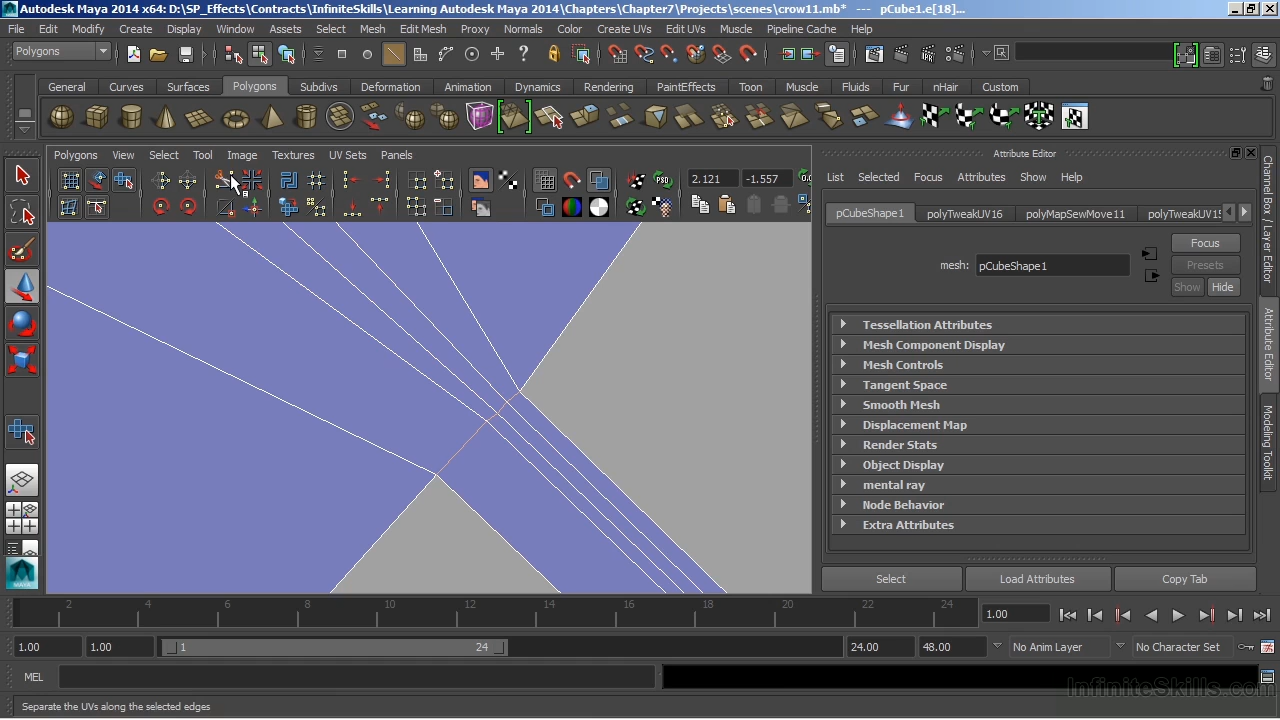 Autodesk Maya 2014 x64: D:\SP_Effects\Contracts\InfiniteSkills\Learning Autodesk Maya 2014\Chapters\Chapter7\Projects\scenes\crow11.mb*   ---   pCube1.e[18]...
File Edit Modify Create Display Window Assets Select Mesh Edit Mesh Proxy Normals Color Create UVs Edit UVs Muscle Pipeline Cache Help
Polygons
General Curves Surfaces Polygons Subdivs Deformation Animation Dynamics Rendering PaintEffects Toon Muscle Fluids Fur nHair Custom
Polygons View Select Tool Image Textures UV Sets Panels
2.121 -1.557
PSD
Attribute Editor
List Selected Focus Attributes Show Help
pCubeShape1 polyTweakUV16 polyMapSewMove11 polyTweakUV15
Focus
mesh: pCubeShape1
Presets
Show Hide
Tessellation Attributes
Mesh Component Display
Mesh Controls
Tangent Space
Smooth Mesh
Displacement Map
Render Stats
Object Display
mental ray
Node Behavior
Extra Attributes
Select Load Attributes Copy Tab
Channel Box / Layer Editor
Attribute Editor
Modeling Toolkit
MAYA
2 4 6 8 10 12 14 16 18 20 22 24
1.00
1.00 1.00 1 24 24.00 48.00 No Anim Layer No Character Set
MEL
Separate the UVs along the selected edges
InfiniteSkills.com